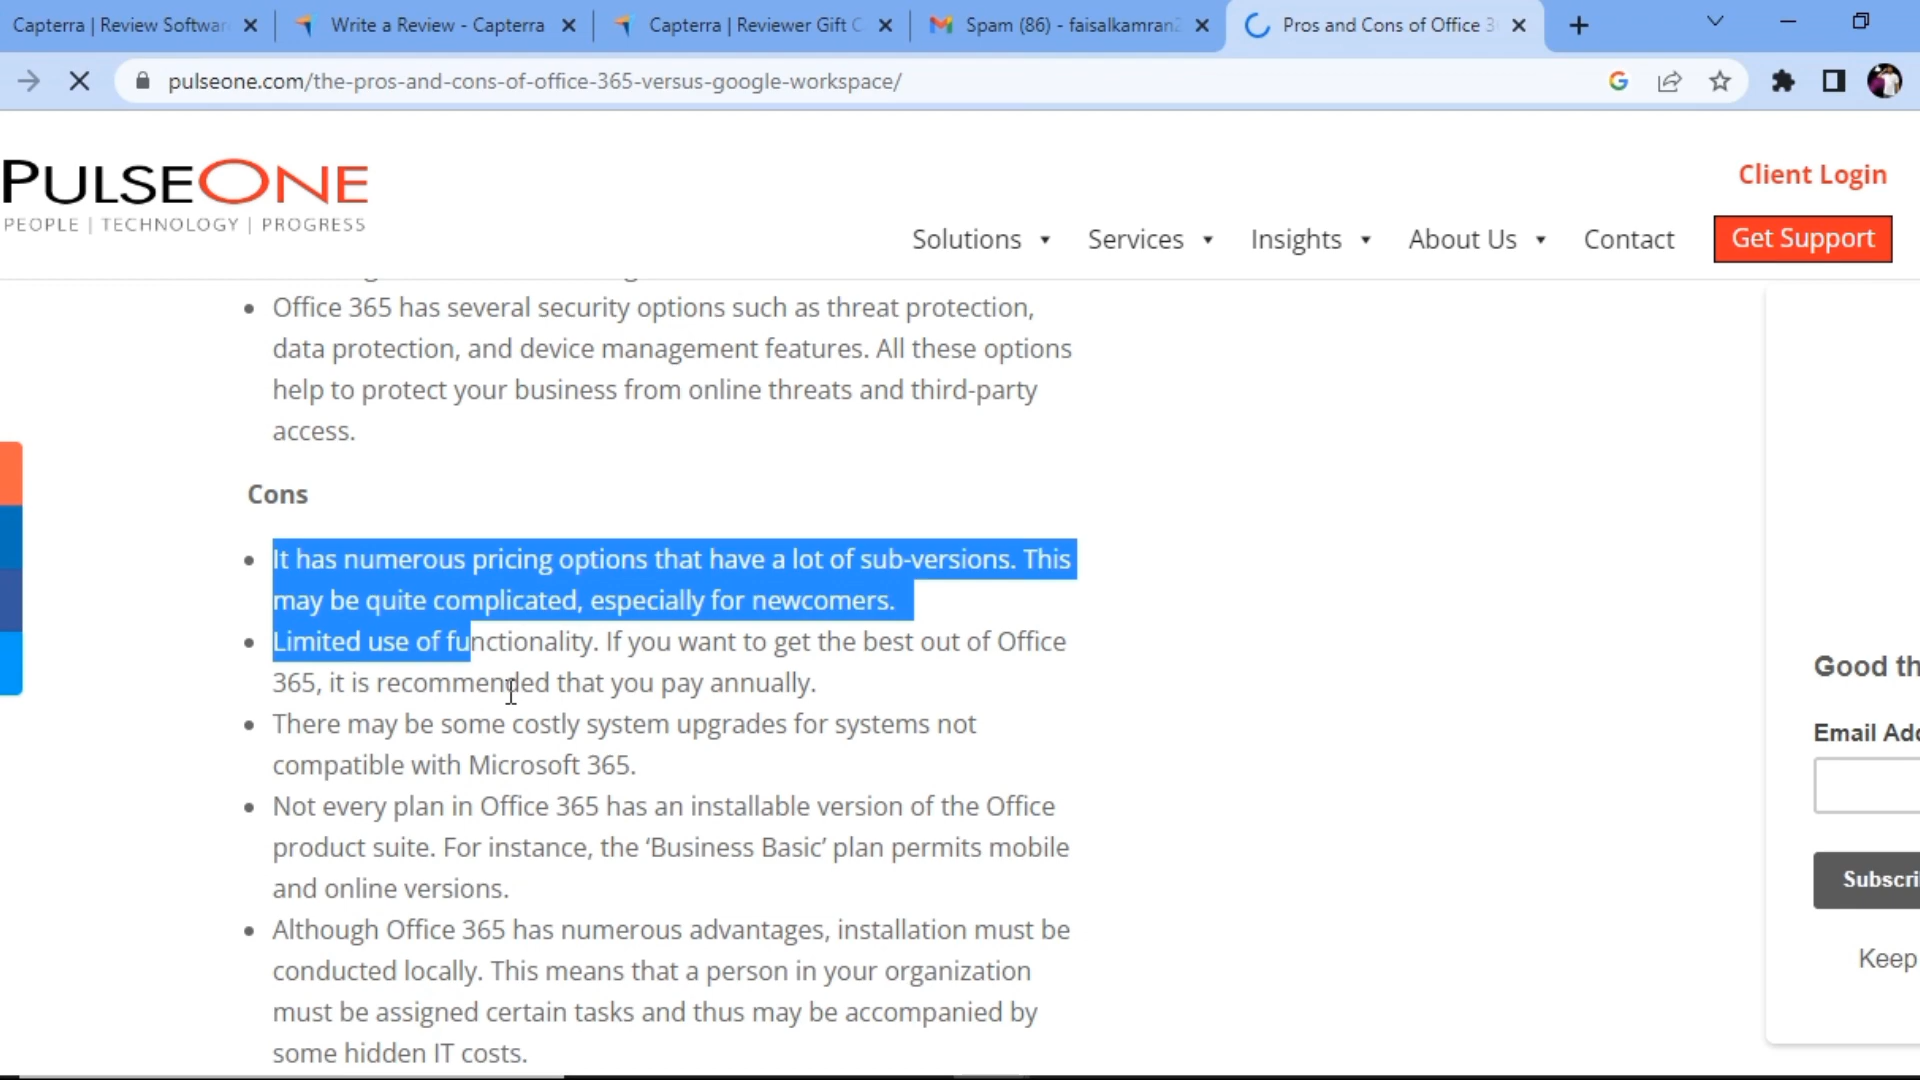 Capterra | Review Softwar
Write a Review - Capterra
Capterra | Reviewer Gift C
Spam (86) - faisalkamran
Pros and Cons of Office 3
pulseone.com/the-pros-and-cons-of-office-365-versus-google-workspace/
PULSEONE
PEOPLE | TECHNOLOGY | PROGRESS
Client Login
Solutions
Services
Insights
About Us
Contact
Get Support
Office 365 has several security options such as threat protection,
data protection, and device management features. All these options
help to protect your business from online threats and third-party
access.
Cons
It has numerous pricing options that have a lot of sub-versions. This
may be quite complicated, especially for newcomers.
Limited use of functionality. If you want to get the best out of Office
365, it is recommended that you pay annually.
There may be some costly system upgrades for systems not
compatible with Microsoft 365.
Not every plan in Office 365 has an installable version of the Office
product suite. For instance, the ‘Business Basic’ plan permits mobile
and online versions.
Although Office 365 has numerous advantages, installation must be
conducted locally. This means that a person in your organization
must be assigned certain tasks and thus may be accompanied by
some hidden IT costs.
Good th
Email Add
Subscri
Keep